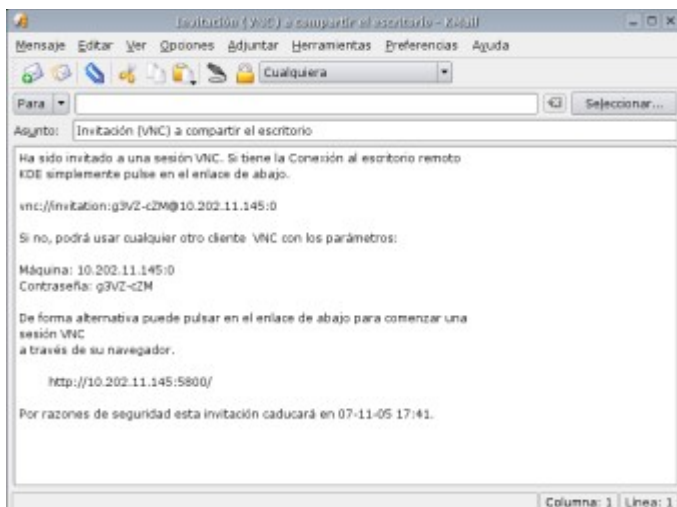 Invitación (VNC) a compartir el escritorio - KMail
Mensaje Editar Ver Opciones Adjuntar Herramientas Preferencias Ayuda
Cualquiera
Para Seleccionar...
Asunto: Invitación (VNC) a compartir el escritorio
Ha sido invitado a una sesión VNC. Si tiene la Conexión al escritorio remoto
KDE simplemente pulse en el enlace de abajo.
vnc://invitation:g3VZ-cZM@10.202.11.145:0
Si no, podrá usar cualquier otro cliente VNC con los parámetros:
Máquina: 10.202.11.145:0
Contraseña: g3VZ-cZM
De forma alternativa puede pulsar en el enlace de abajo para comenzar una
sesión VNC
a través de su navegador.
http://10.202.11.145:5800/
Por razones de seguridad esta invitación caducará en 07-11-05 17:41.
Columna: 1 Línea: 1